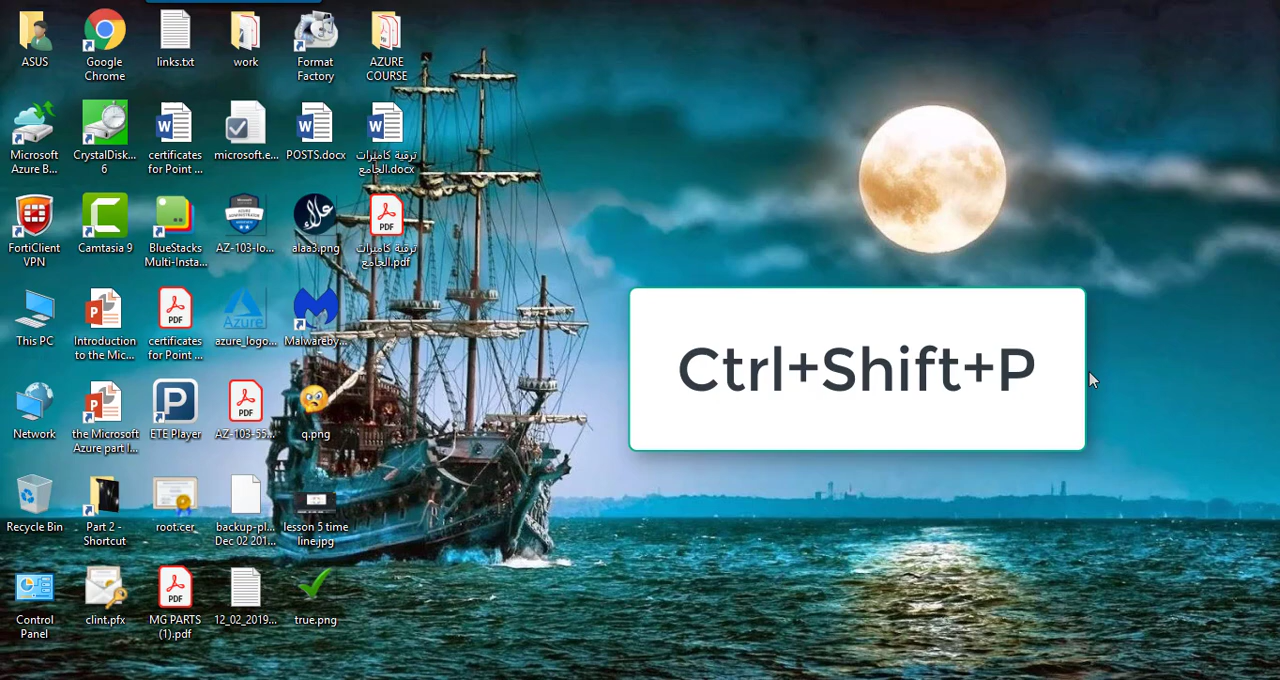 ASUS
Google
Chrome
links.txt
work
Format
Factory
AZURE
COURSE
Microsoft
Azure B...
CrystalDisk...
6
certificates
for Point ...
microsoft.e...
POSTS.docx
ترقية كاميرات
الجامع.docx
FortiClient
VPN
Camtasia 9
BlueStacks
Multi-Insta...
AZ-103-lo...
alaa3.png
ترقية كاميرات
الجامع.pdf
This PC
Introduction
to the Mic...
certificates
for Point ...
azure_logo...
Malwareby...
Network
the Microsoft
Azure part I...
ETE Player
AZ-103-55...
q.png
Recycle Bin
Part 2 -
Shortcut
root.cer
backup-pl...
Dec 02 201...
lesson 5 time
line.jpg
Control
Panel
clint.pfx
MG PARTS
(1).pdf
12_02_2019...
true.png
Ctrl+Shift+P